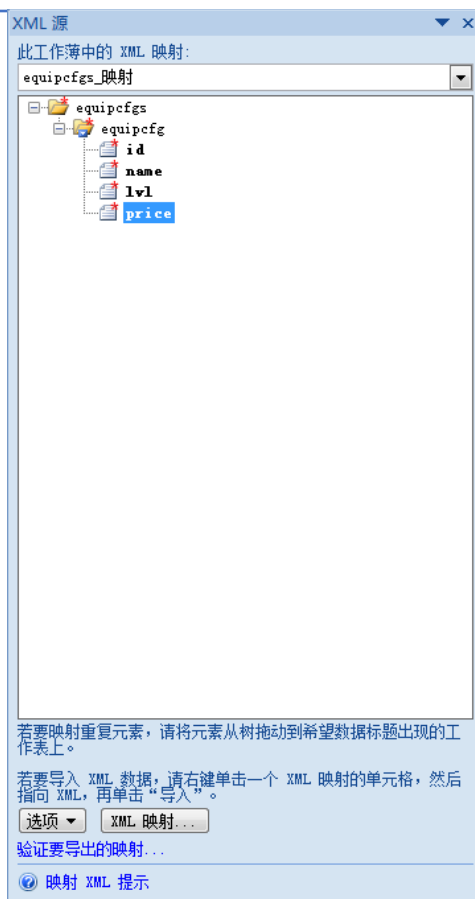 XML 源
此工作薄中的 XML 映射:
equipcfgs_映射
equipcfgs
equipcfg
id
name
lvl
price
若要映射重复元素，请将元素从树拖动到希望数据标题出现的工
作表上。
若要导入 XML 数据，请右键单击一个 XML 映射的单元格，然后
指向 XML，再单击“导入”。
选项
XML 映射...
验证要导出的映射...
映射 XML 提示